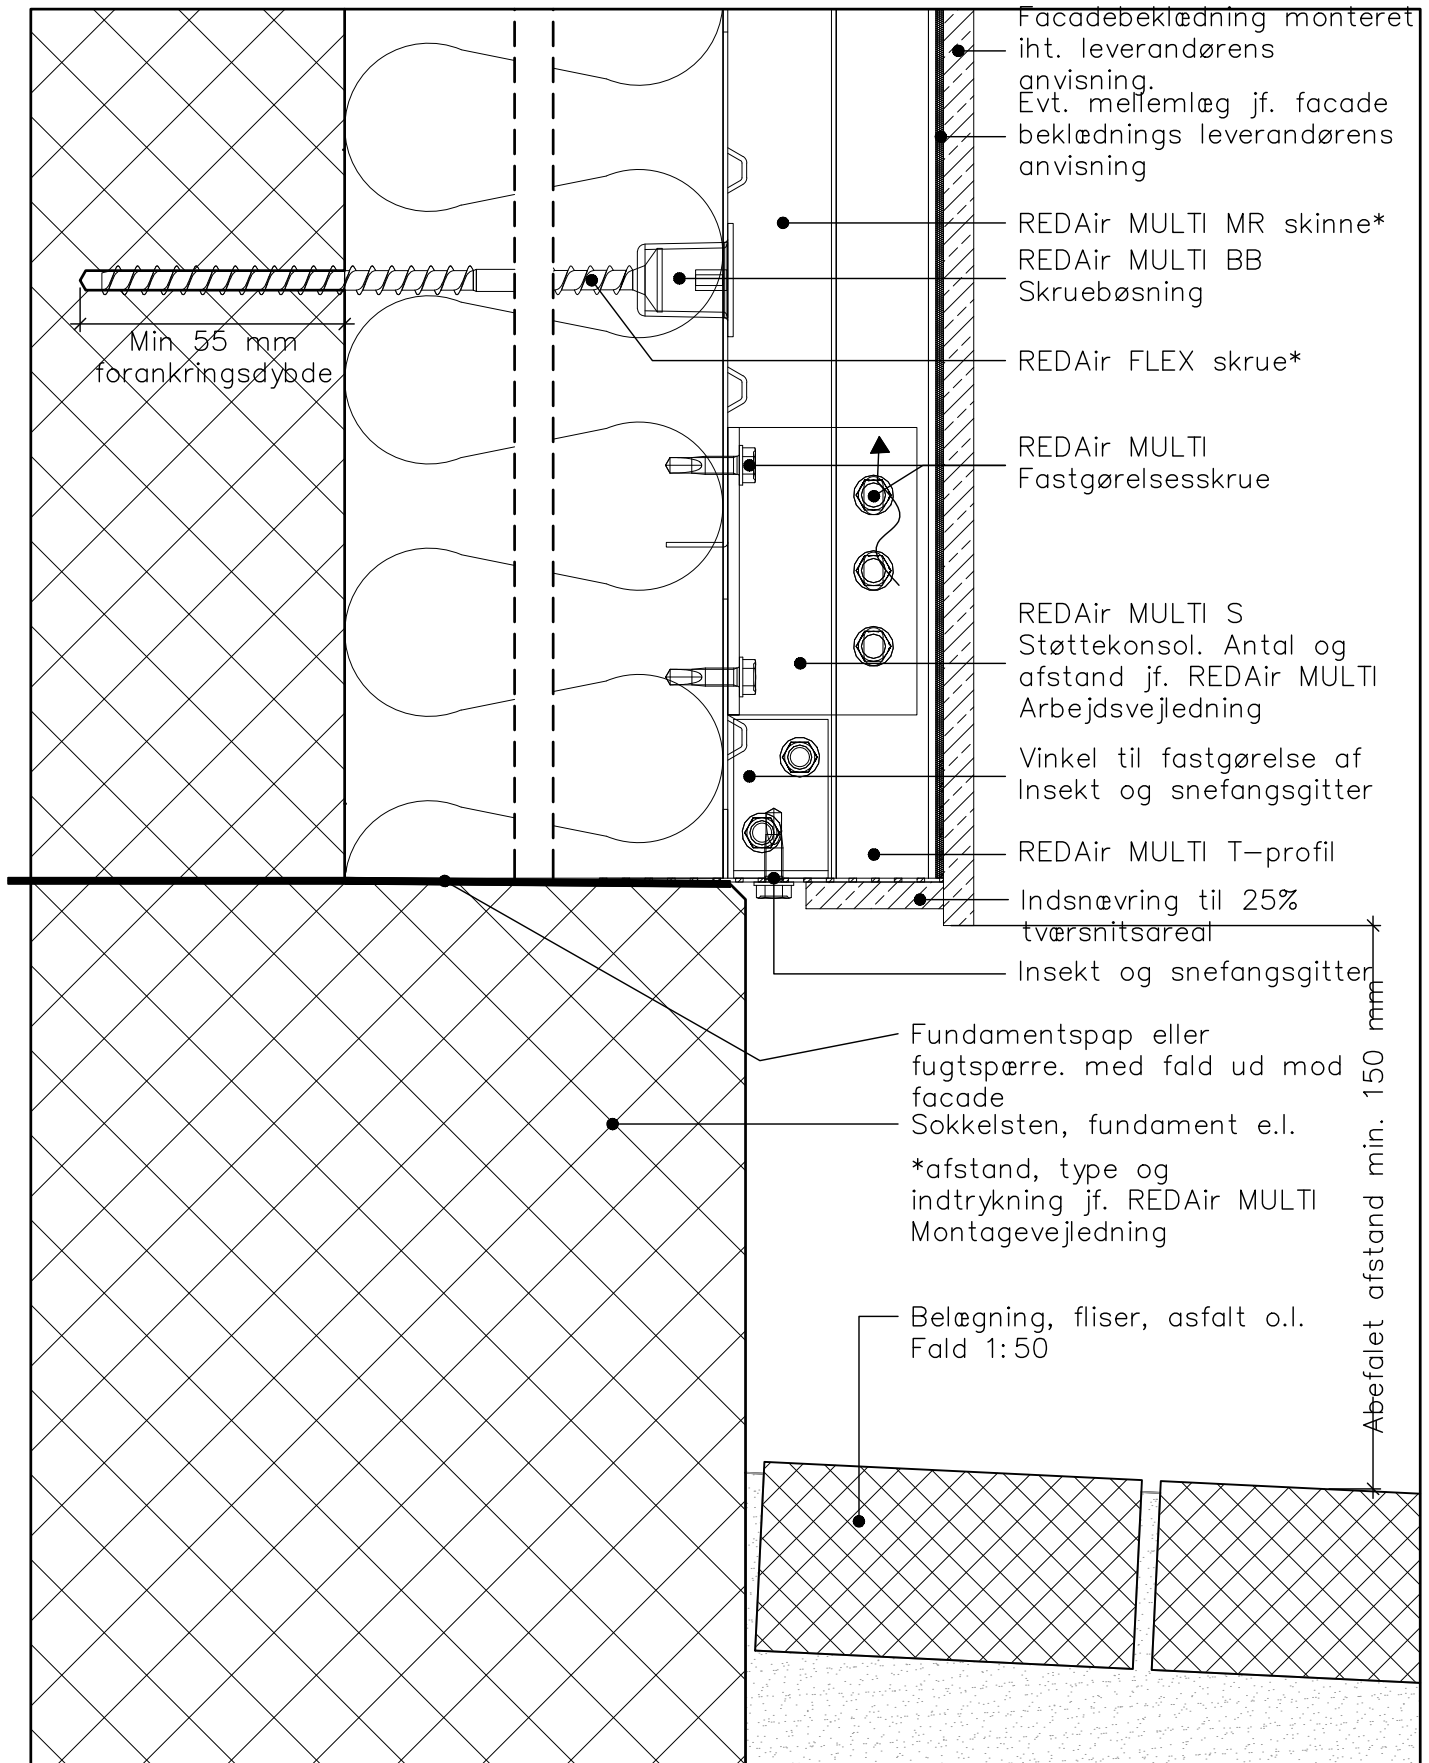 Facadebeklædning monteret
iht. leverandørens
anvisning.
Evt. mellemlæg jf. facade
beklædnings leverandørens
anvisning
REDAir MULTI MR skinne*
REDAir MULTI BB
Skruebøsning
Min 55 mm
forankringsdybde
REDAir FLEX skrue*
REDAir MULTI
Fastgørelsesskrue
REDAir MULTI S
Støttekonsol. Antal og
afstand jf. REDAir MULTI
Arbejdsvejledning
Vinkel til fastgørelse af
Insekt og snefangsgitter
REDAir MULTI T-profil
Indsnævring til 25%
tværsnitsareal
Insekt og snefangsgitter
Fundamentspap eller
fugtspærre. med fald ud mod
facade
Sokkelsten, fundament e.l.
*afstand, type og
indtrykning jf. REDAir MULTI
Montagevejledning
Belægning, fliser, asfalt o.l.
Fald 1:50
Abefalet afstand min. 150 mm